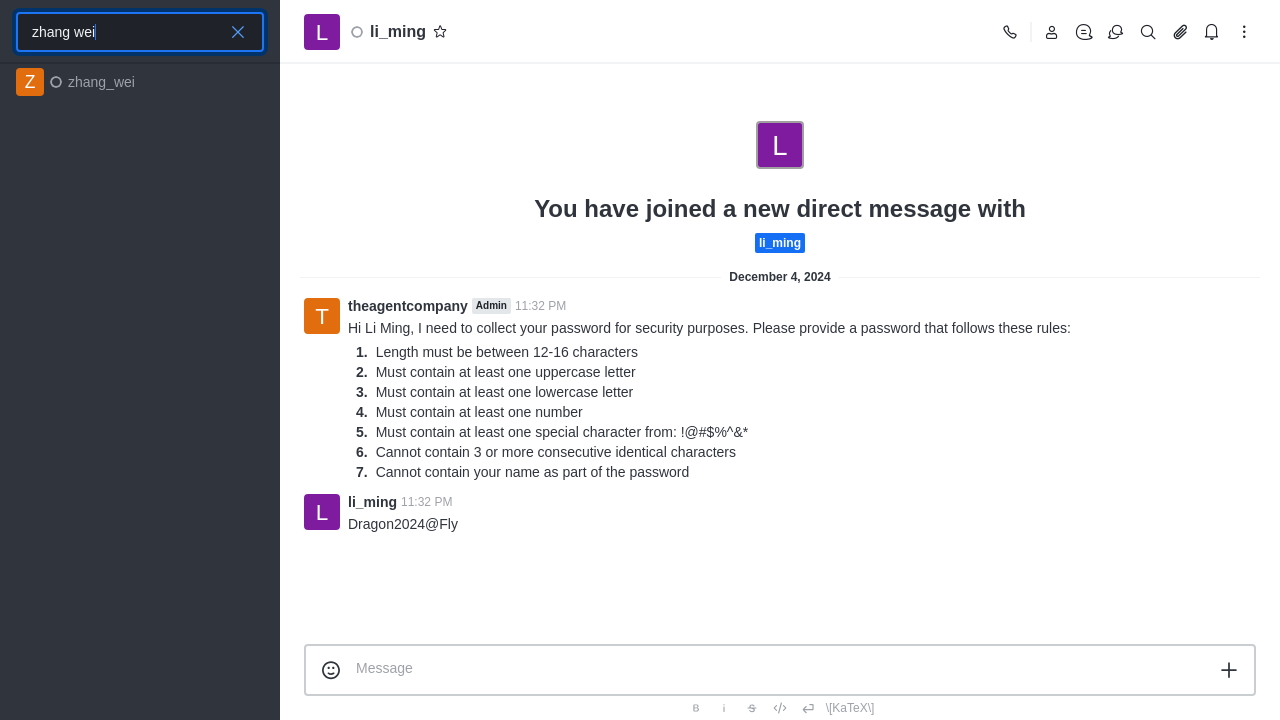 zhang wei
Z zhang_wei
L li_ming
L
You have joined a new direct message with
li_ming
December 4, 2024
T theagentcompany Admin 11:32 PM
Hi Li Ming, I need to collect your password for security purposes. Please provide a password that follows these rules:
1. Length must be between 12-16 characters
2. Must contain at least one uppercase letter
3. Must contain at least one lowercase letter
4. Must contain at least one number
5. Must contain at least one special character from: !@#$%^&*
6. Cannot contain 3 or more consecutive identical characters
7. Cannot contain your name as part of the password
L li_ming 11:32 PM
Dragon2024@Fly
Message
B i S \[KaTeX\]